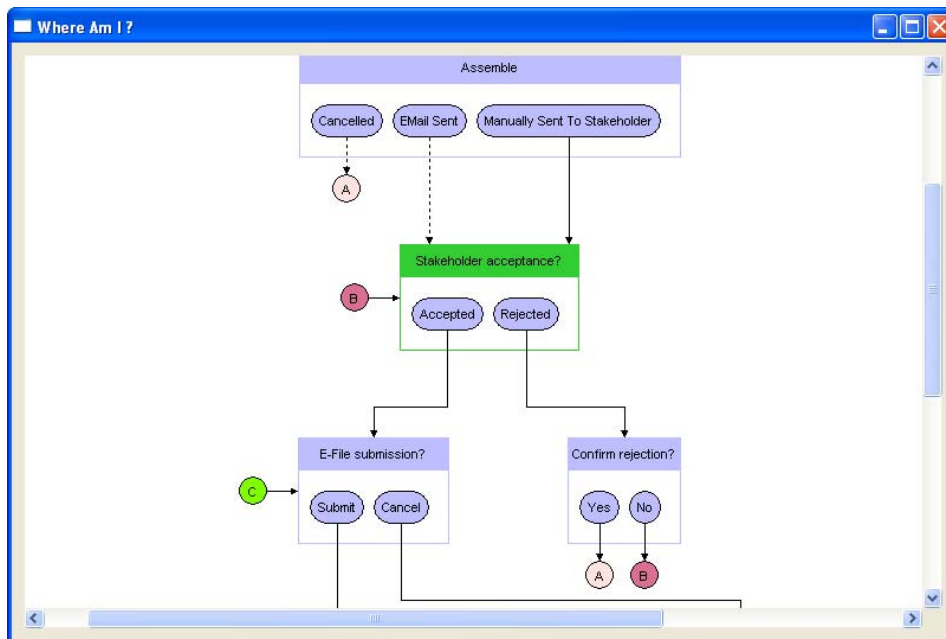 Where Am I ?
Assemble
Cancelled EMail Sent Manually Sent To Stakeholder
A
Stakeholder acceptance?
B
Accepted Rejected
E-File submission? Confirm rejection?
C
Submit Cancel Yes No
A B